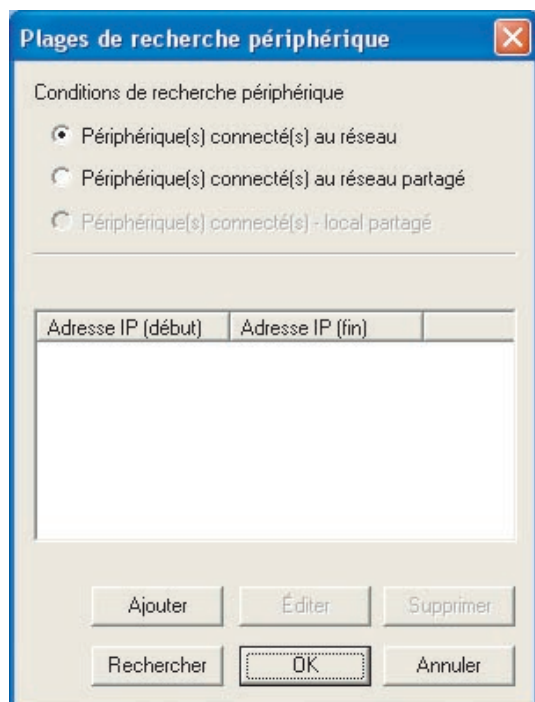 Plages de recherche périphérique
Conditions de recherche périphérique
Périphérique(s) connecté(s) au réseau
Périphérique(s) connecté(s) au réseau partagé
Périphérique(s) connecté(s) - local partagé
Adresse IP (début) Adresse IP (fin)
Ajouter Éditer Supprimer
Rechercher OK Annuler